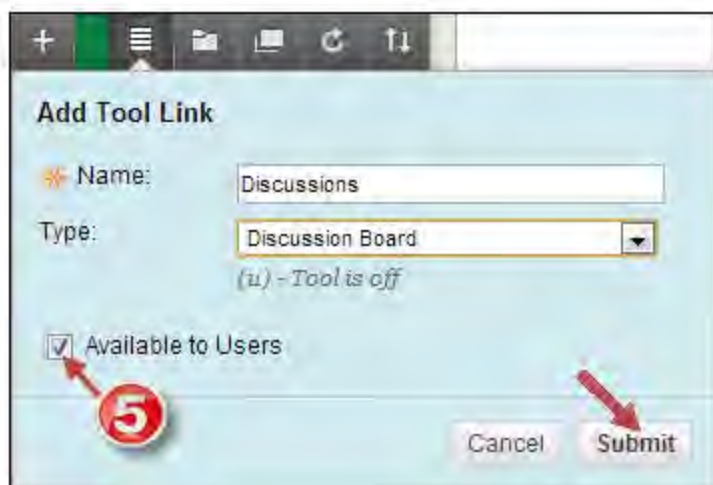 Add Tool Link
Name: Discussions
Type: Discussion Board
(u) - Tool is off
Available to Users
5
Cancel Submit